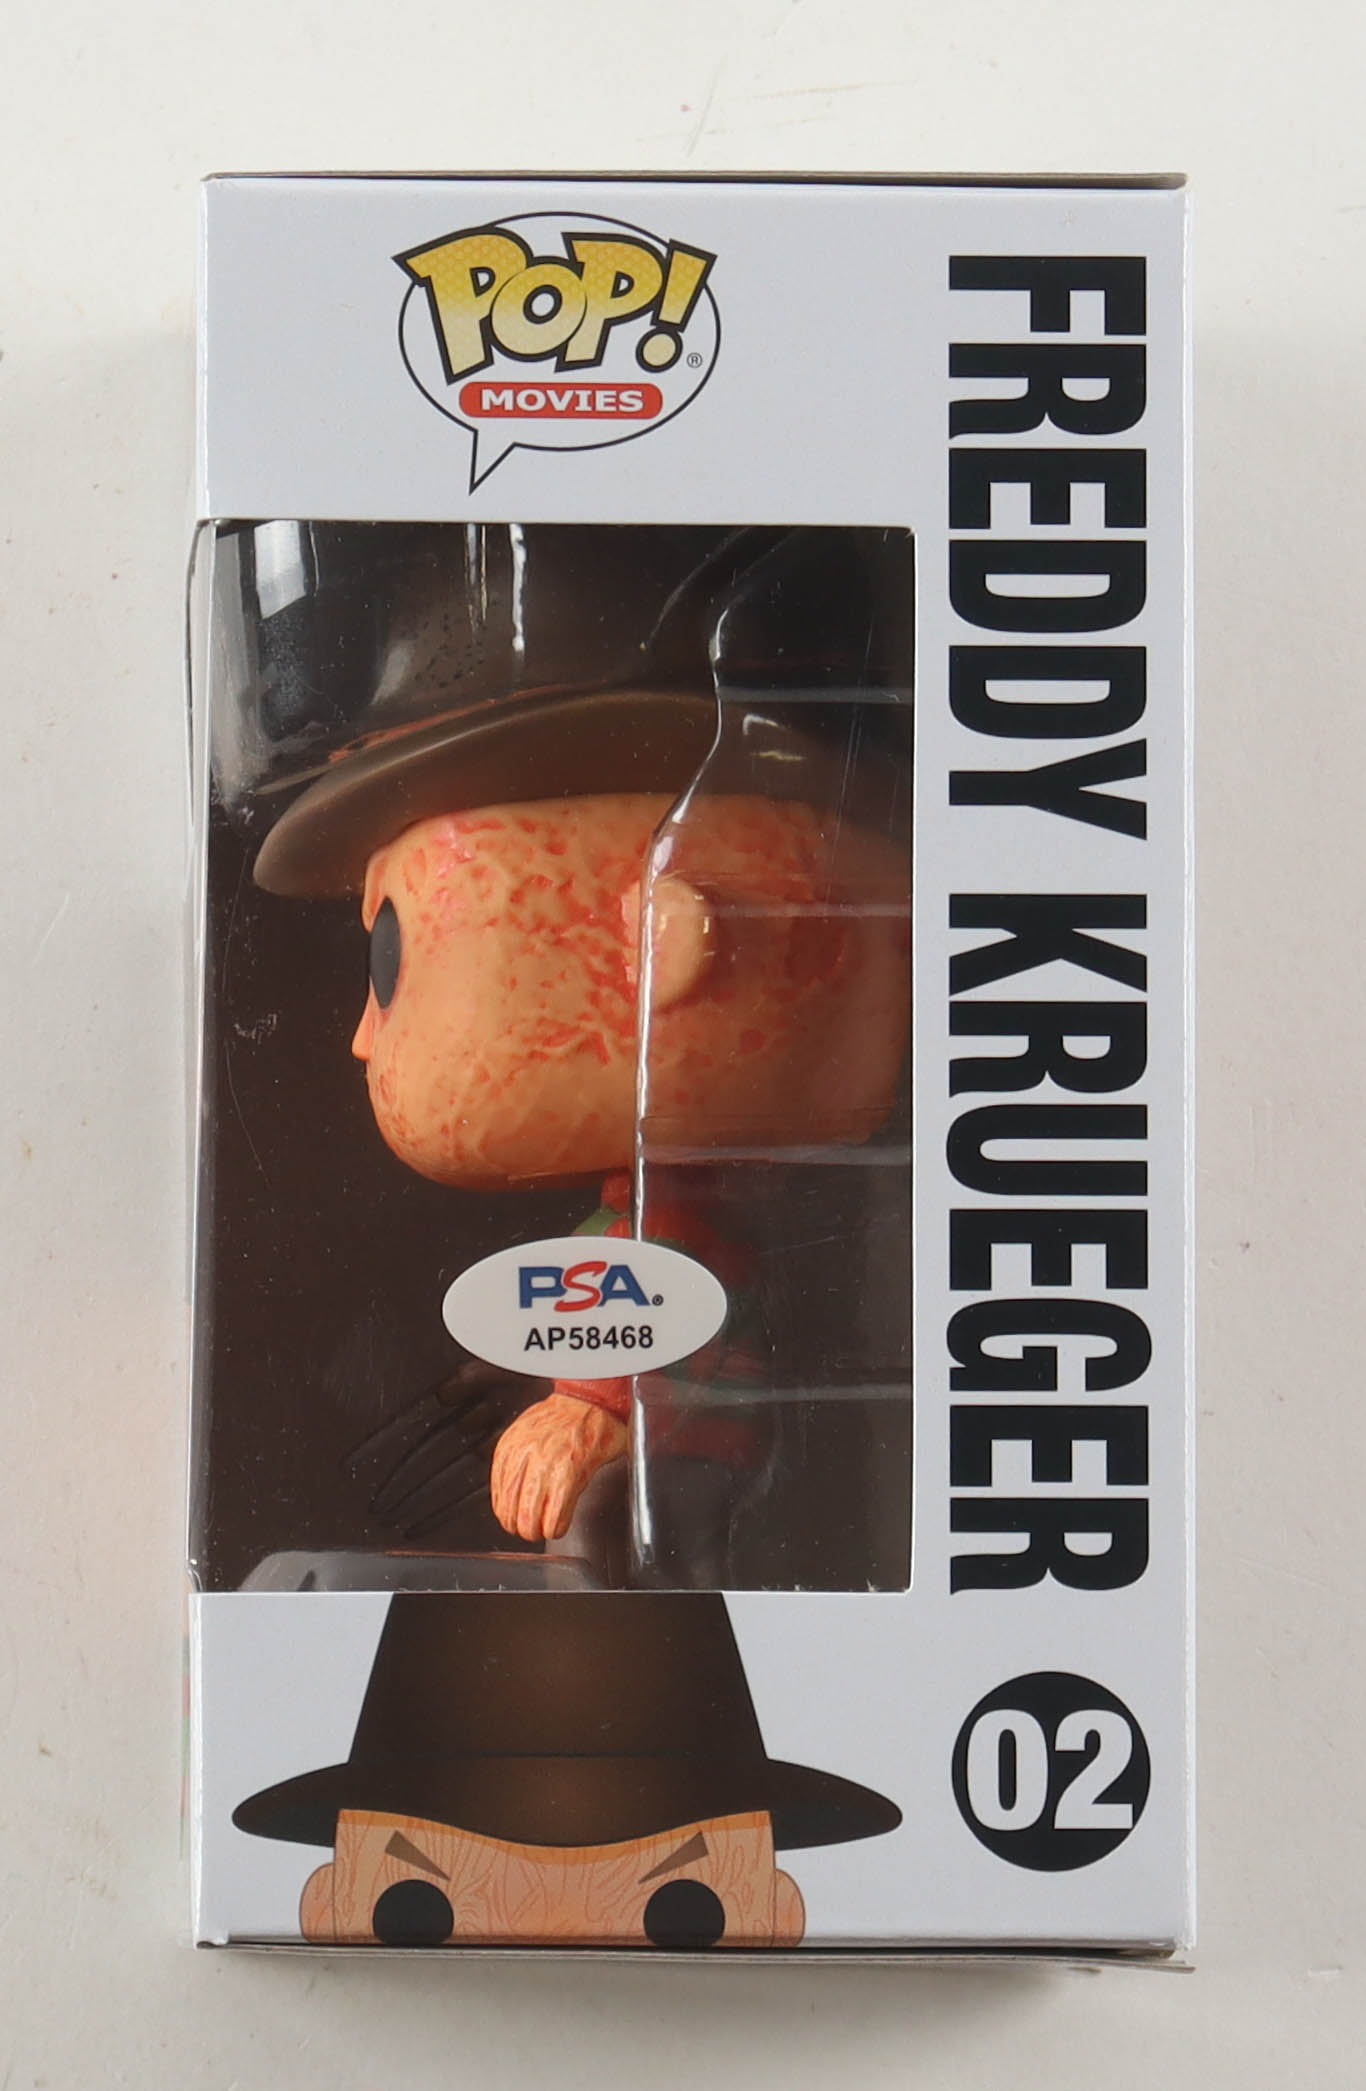 POP!®
MOVIES
FREDDY KRUEGER
02
PSA®
AP58468